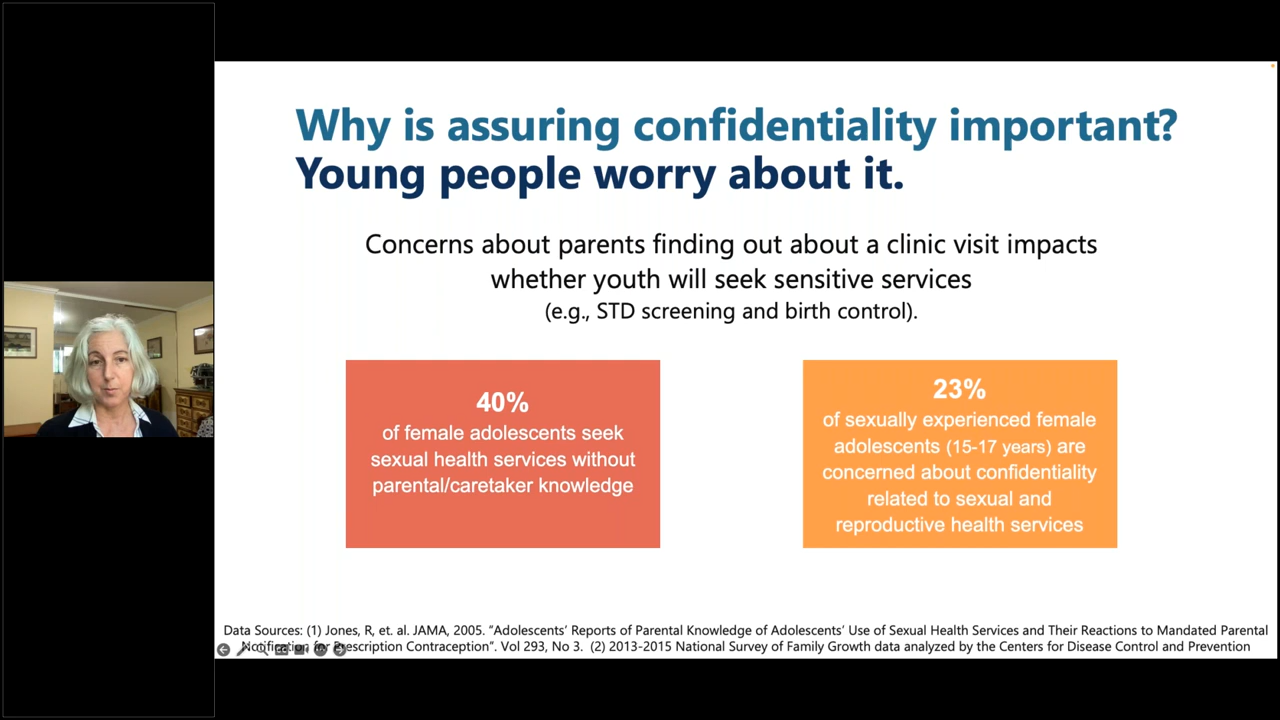 Why is assuring confidentiality important?
Young people worry about it.
Concerns about parents finding out about a clinic visit impacts
whether youth will seek sensitive services
(e.g., STD screening and birth control).
40%
of female adolescents seek
sexual health services without
parental/caretaker knowledge
23%
of sexually experienced female
adolescents (15-17 years) are
concerned about confidentiality
related to sexual and
reproductive health services
Data Sources: (1) Jones, R, et. al. JAMA, 2005. "Adolescents' Reports of Parental Knowledge of Adolescents' Use of Sexual Health Services and Their Reactions to Mandated Parental
Notification for Prescription Contraception". Vol 293, No 3. (2) 2013-2015 National Survey of Family Growth data analyzed by the Centers for Disease Control and Prevention